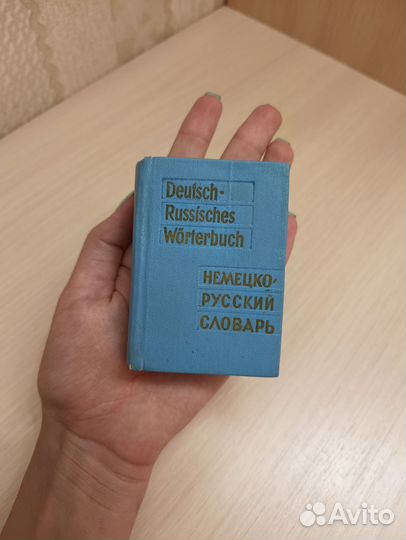 Deutsch-
Russisches
Wörterbuch
НЕМЕЦКО-
РУССКИЙ
СЛОВАРЬ
Avito